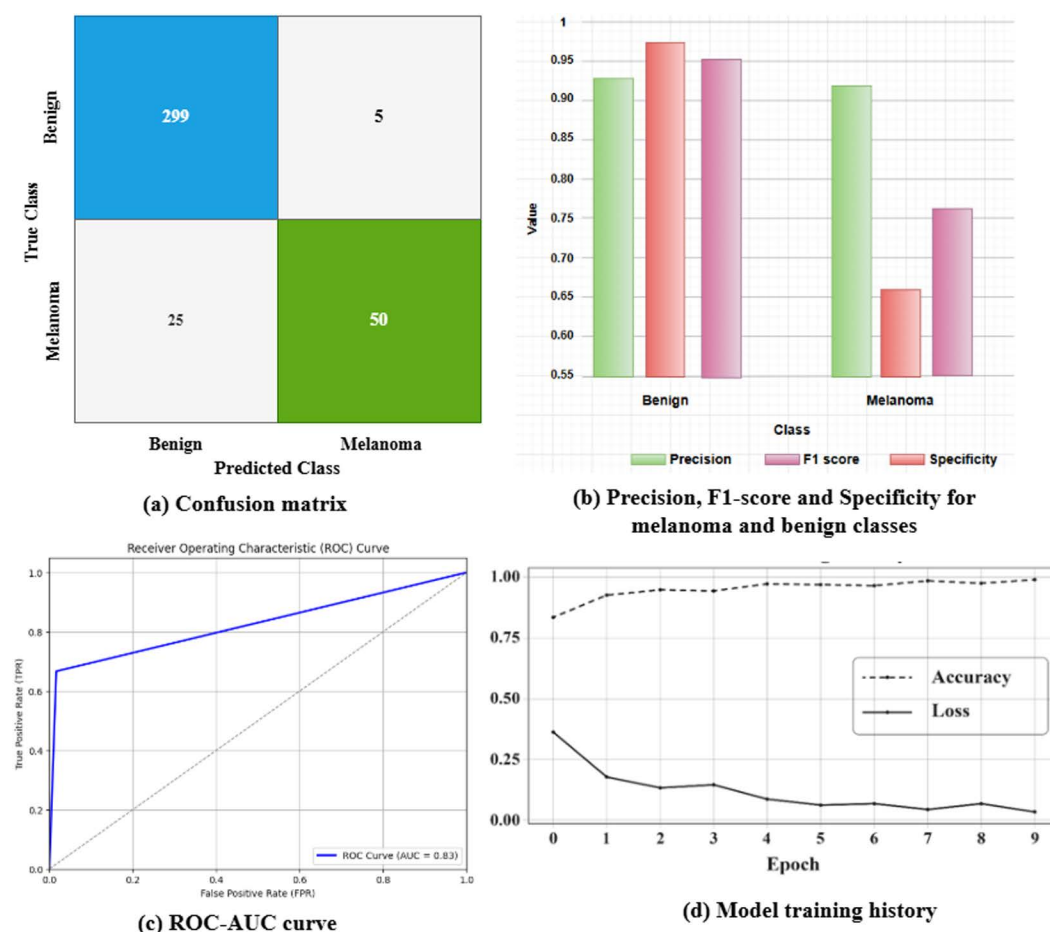 Benign
299
5
True Class
Melanoma
25
50
Benign
Melanoma
Predicted Class
(a) Confusion matrix
1
0.95
0.90
0.85
0.80
0.75
0.70
0.65
0.60
0.55
Value
Benign
Melanoma
Class
Precision
F1 score
Specificity
(b) Precision, F1-score and Specificity for
melanoma and benign classes
Receiver Operating Characteristic (ROC) Curve
1.0
0.8
0.6
0.4
0.2
0.0
True Positive Rate (TPR)
ROC Curve (AUC = 0.83)
0.0 0.2 0.4 0.6 0.8 1.0
False Positive Rate (FPR)
(c) ROC-AUC curve
1.00
0.75
0.50
0.25
0.00
Accuracy
Loss
0 1 2 3 4 5 6 7 8 9
Epoch
(d) Model training history